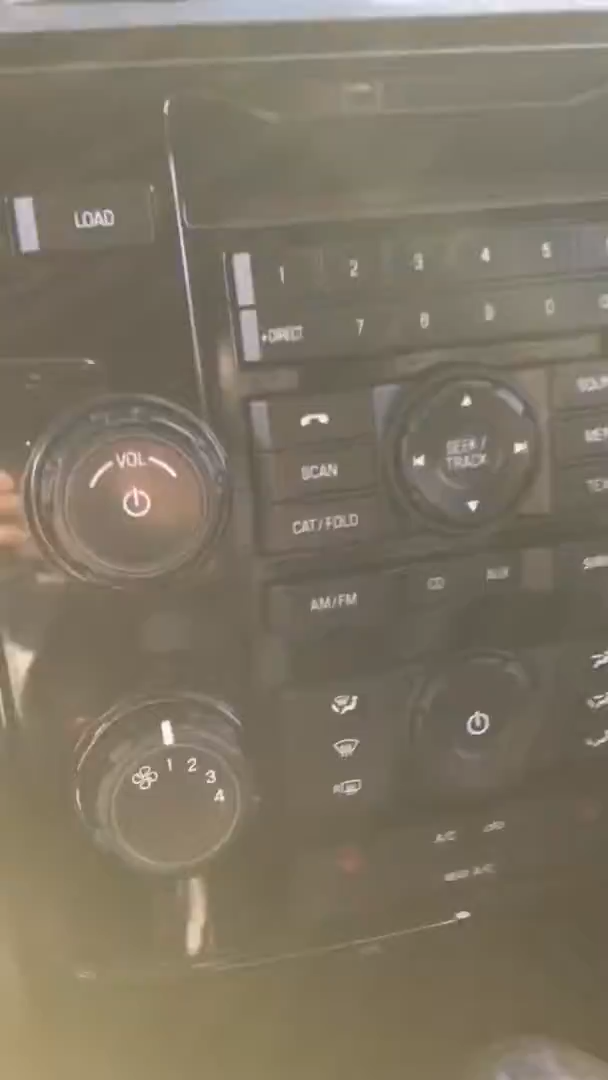 LOAD
1 2 3 4 5
DIRECT 7 8 9 0
VOL
SCAN
CAT/FOLD
SEEK/
TRACK
AM/FM
CD AUX
1 2 3 4
A/C